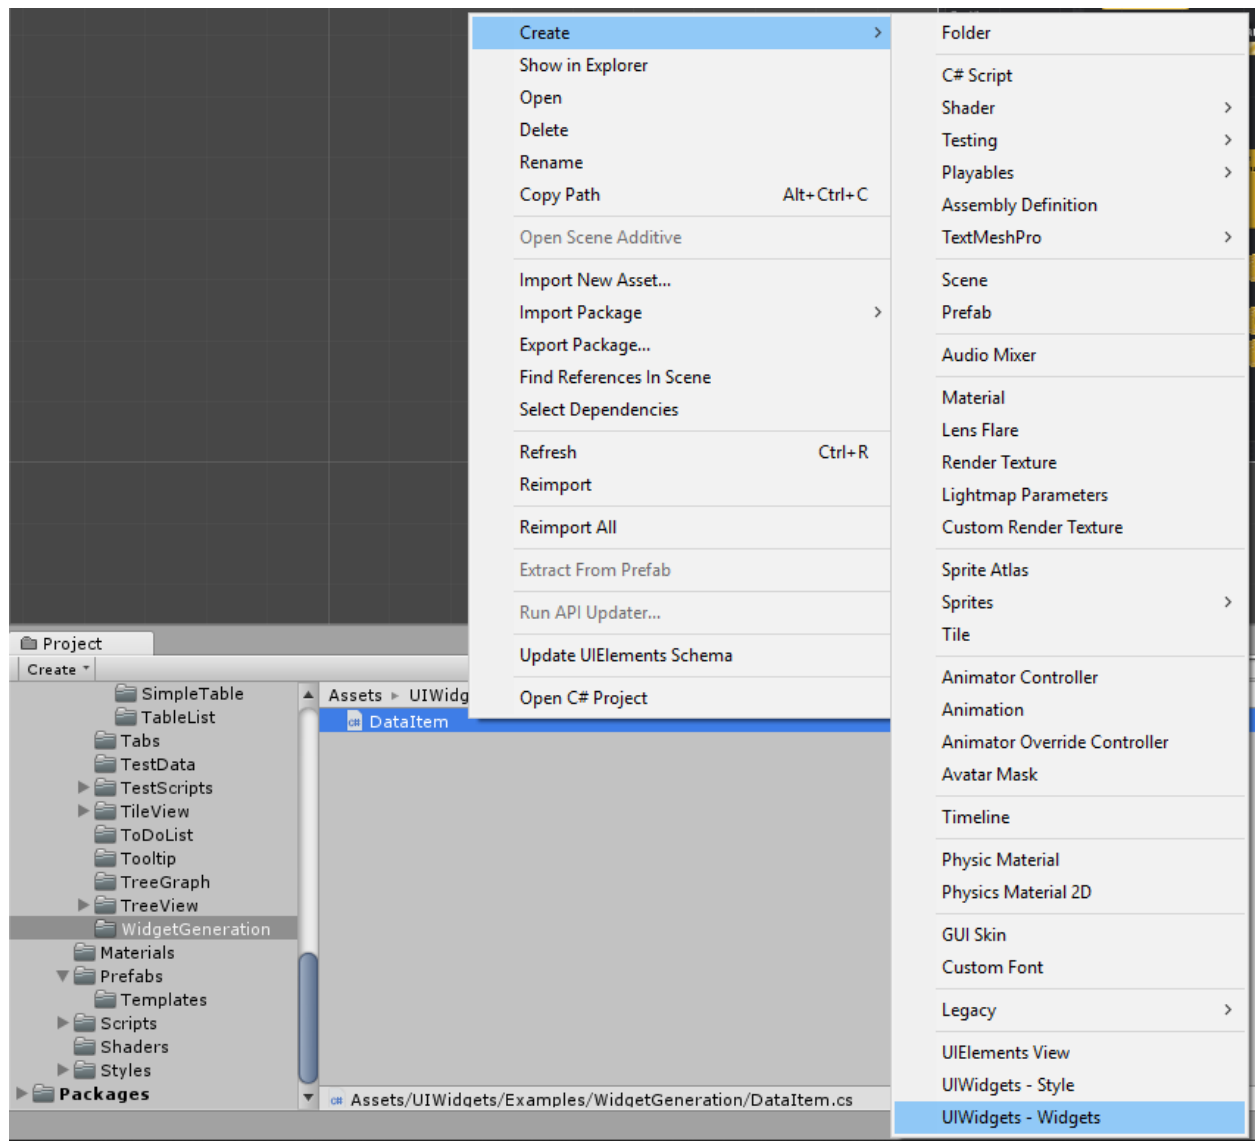 Create
Show in Explorer
Open
Delete
Rename
Copy Path Alt+Ctrl+C
Open Scene Additive
Import New Asset...
Import Package
Export Package...
Find References In Scene
Select Dependencies
Refresh Ctrl+R
Reimport
Reimport All
Extract From Prefab
Run API Updater...
Update UIElements Schema
Open C# Project
Folder
C# Script
Shader
Testing
Playables
Assembly Definition
TextMeshPro
Scene
Prefab
Audio Mixer
Material
Lens Flare
Render Texture
Lightmap Parameters
Custom Render Texture
Sprite Atlas
Sprites
Tile
Animator Controller
Animation
Animator Override Controller
Avatar Mask
Timeline
Physic Material
Physics Material 2D
GUI Skin
Custom Font
Legacy
UIElements View
UIWidgets - Style
UIWidgets - Widgets
Project
Create
SimpleTable
TableList
Tabs
TestData
TestScripts
TileView
ToDoList
Tooltip
TreeGraph
TreeView
WidgetGeneration
Materials
Prefabs
Templates
Scripts
Shaders
Styles
Packages
Assets ▸ UIWidg
C# DataItem
C# Assets/UIWidgets/Examples/WidgetGeneration/DataItem.cs